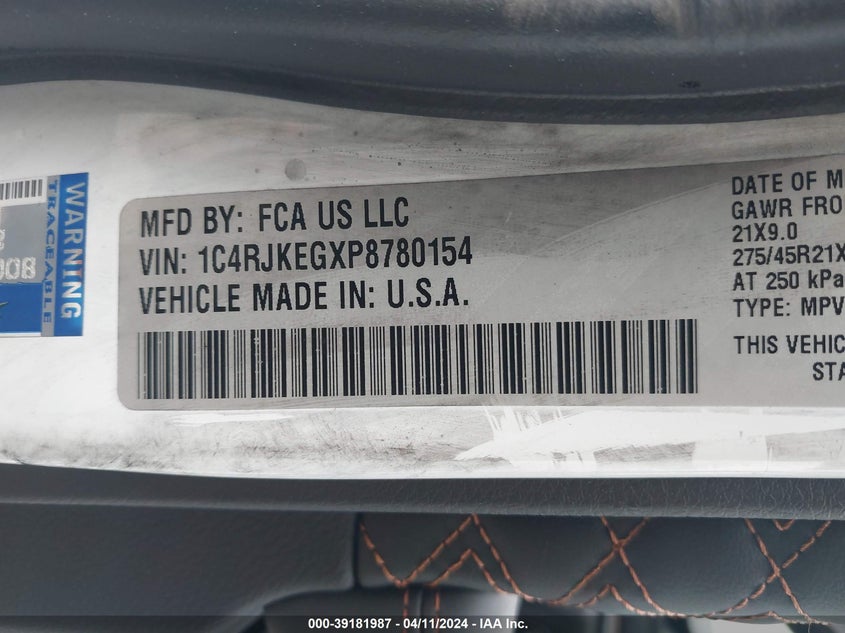 WARNING
TRACEABLE
008
MFD BY: FCA US LLC
VIN: 1C4RJKEGXP8780154
VEHICLE MADE IN: U.S.A.
DATE OF M
GAWR FRO
21X9.0
275/45R21X
AT 250 kPa
TYPE: MPV
THIS VEHIC
STA
000-39181987 - 04/11/2024 - IAA Inc.